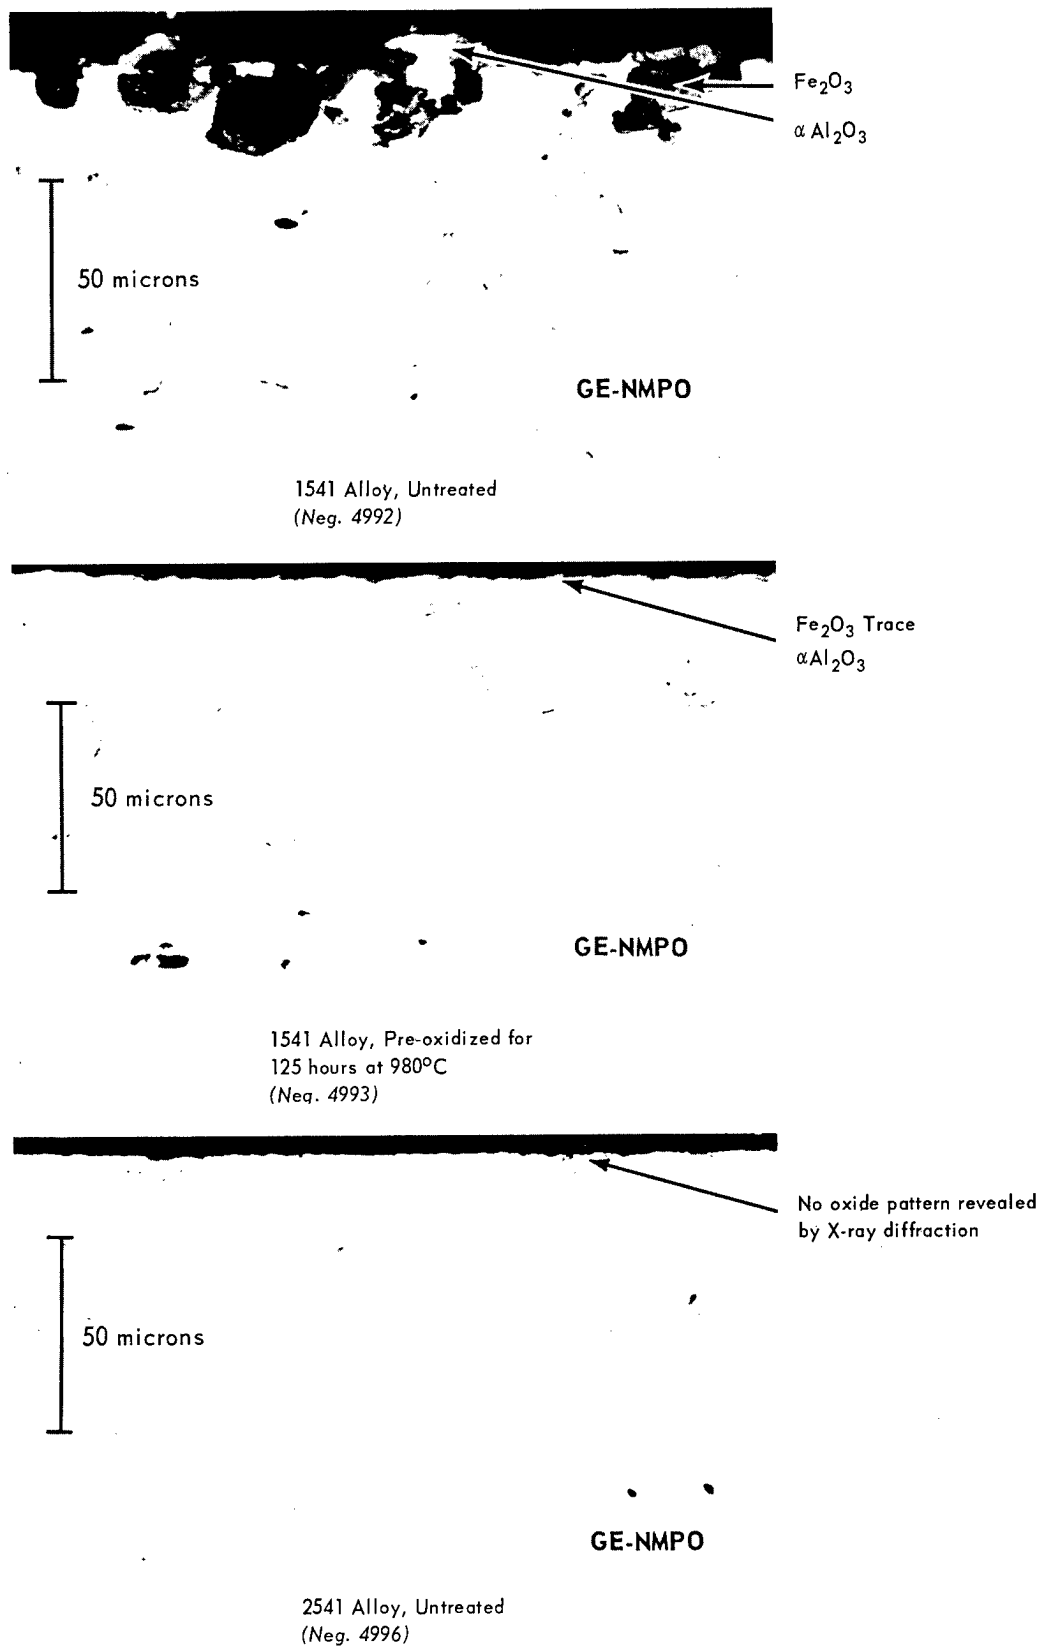 Fe₂O₃
αAl₂O₃
50 microns
GE-NMPO
1541 Alloy, Untreated
(Neg. 4992)
Fe₂O₃ Trace
αAl₂O₃
50 microns
GE-NMPO
1541 Alloy, Pre-oxidized for
125 hours at 980°C
(Neg. 4993)
No oxide pattern revealed
by X-ray diffraction
50 microns
GE-NMPO
2541 Alloy, Untreated
(Neg. 4996)